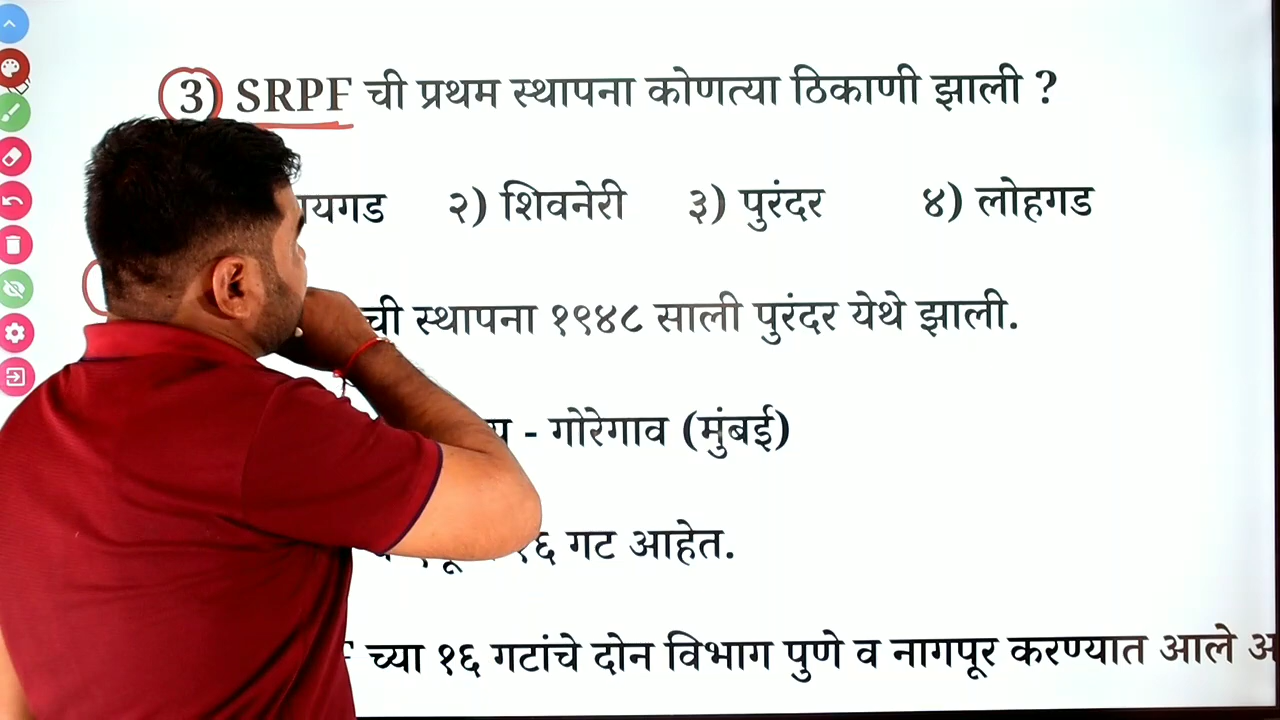 3) SRPF ची प्रथम स्थापना कोणत्या ठिकाणी झाली ?
२) शिवनेरी ३) पुरंदर ४) लोहगड
स्थापना १९४८ साली पुरंदर येथे झाली.
- गोरेगाव (मुंबई)
गट आहेत.
च्या १६ गटांचे दोन विभाग पुणे व नागपूर करण्यात आले